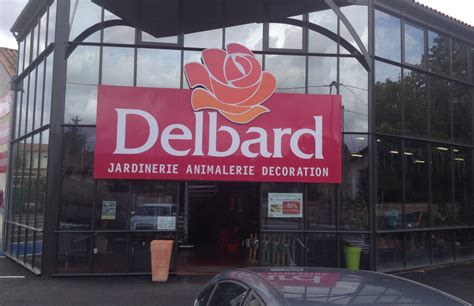 Delbard
JARDINERIE ANIMALERIE DECORATION
-50%